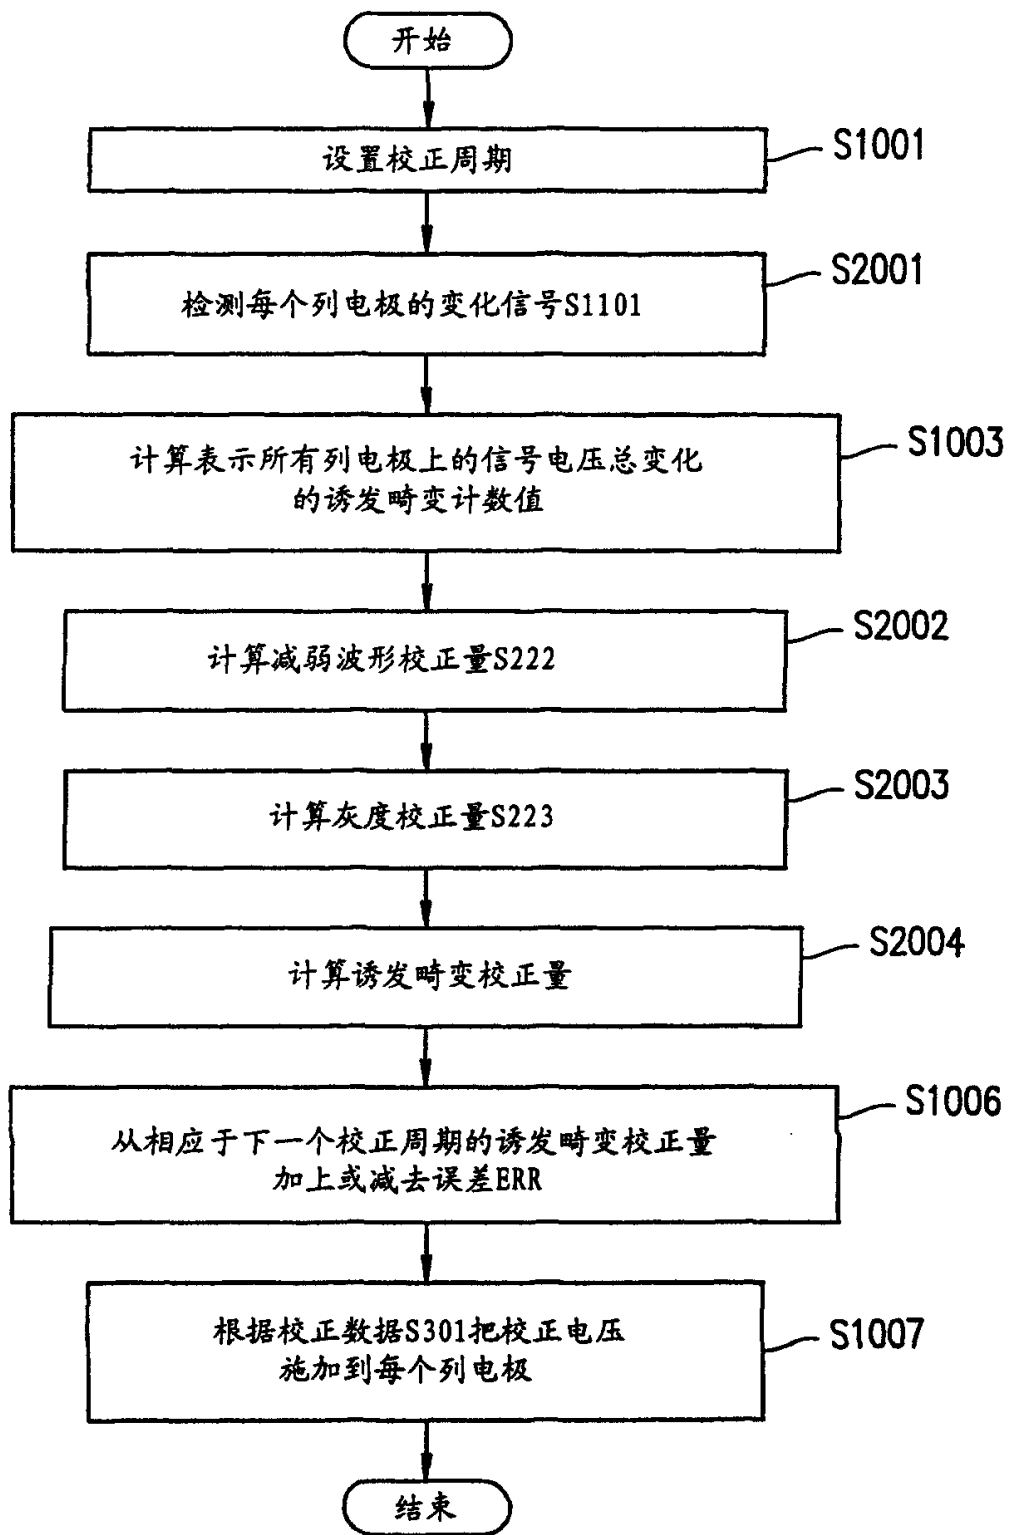 开始
设置校正周期
S1001
检测每个列电极的变化信号S1101
S2001
计算表示所有列电极上的信号电压总变化
的诱发畸变计数值
S1003
计算减弱波形校正量S222
S2002
计算灰度校正量S223
S2003
计算诱发畸变校正量
S2004
从相应于下一个校正周期的诱发畸变校正量
加上或减去误差ERR
S1006
根据校正数据S301把校正电压
施加到每个列电极
S1007
结束